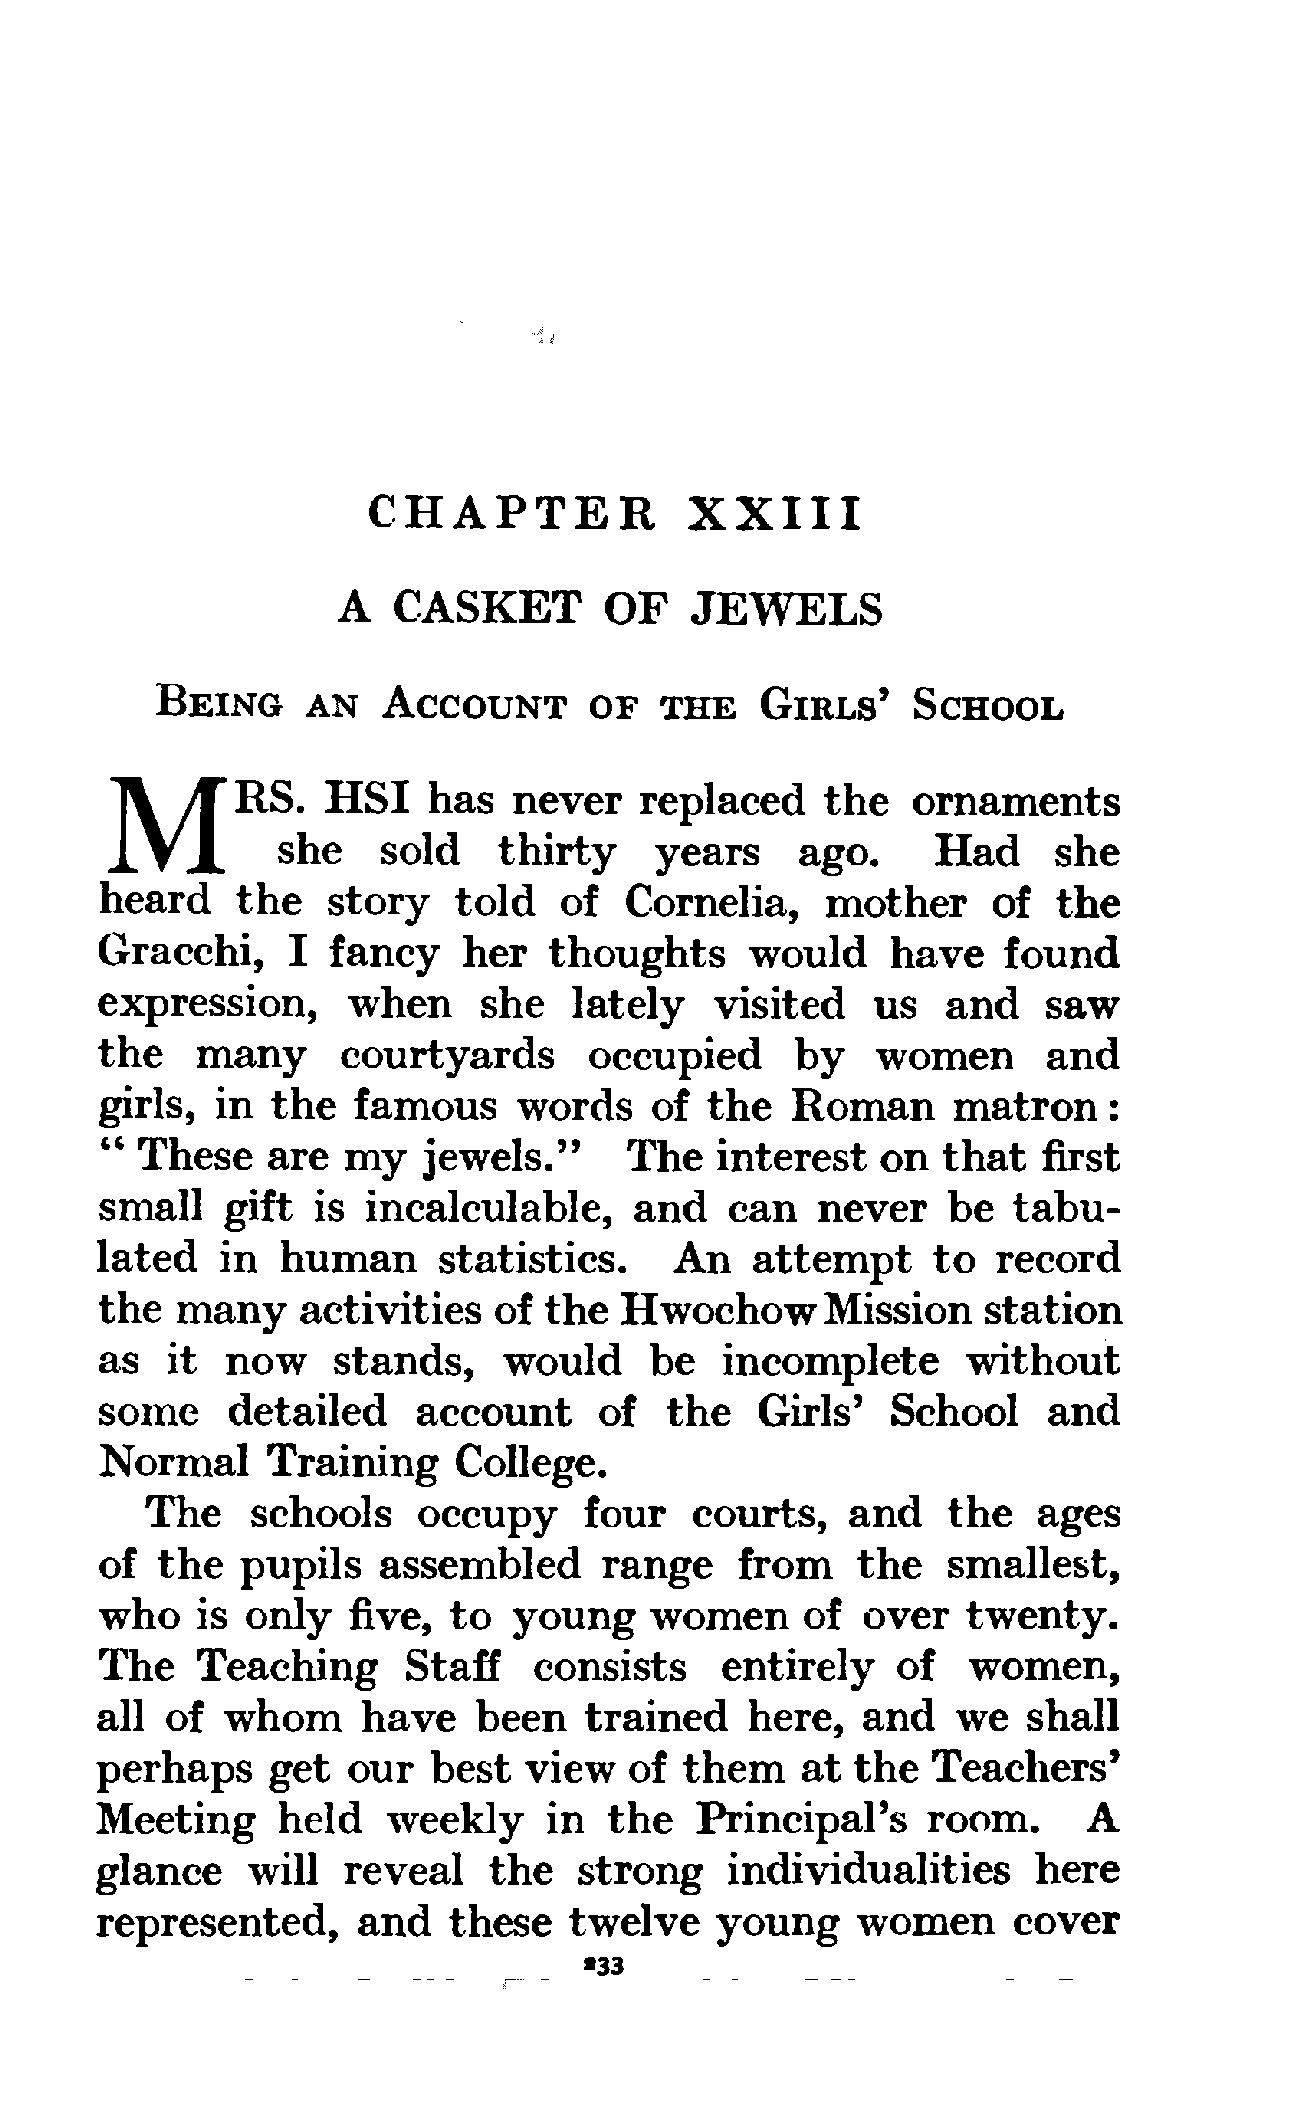 CHAPTER XXIII
A CASKET OF JEWELS
BEING AN ACCOUNT OF THE GIRLS' SCHOOL
MRS. HSI has never replaced the ornaments
she sold thirty years ago. Had she
heard the story told of Cornelia, mother of the
Gracchi, I fancy her thoughts would have found
expression, when she lately visited us and saw
the many courtyards occupied by women and
girls, in the famous words of the Roman matron :
“ These are my jewels.” The interest on that first
small gift is incalculable, and can never be tabu-
lated in human statistics. An attempt to record
the many activities of the Hwochow Mission station
as it now stands, would be incomplete without
some detailed account of the Girls' School and
Normal Training College.
The schools occupy four courts, and the ages
of the pupils assembled range from the smallest,
who is only five, to young women of over twenty.
The Teaching Staff consists entirely of women,
all of whom have been trained here, and we shall
perhaps get our best view of them at the Teachers'
Meeting held weekly in the Principal's room. A
glance will reveal the strong individualities here
represented, and these twelve young women cover
233